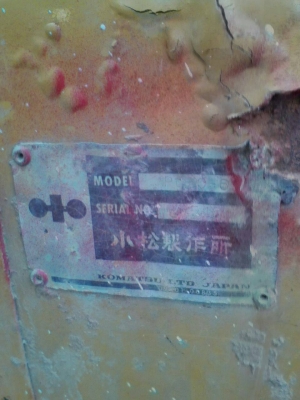 MODEL
SERIAL NO.
小松製作所
KOMATSU LTD JAPAN